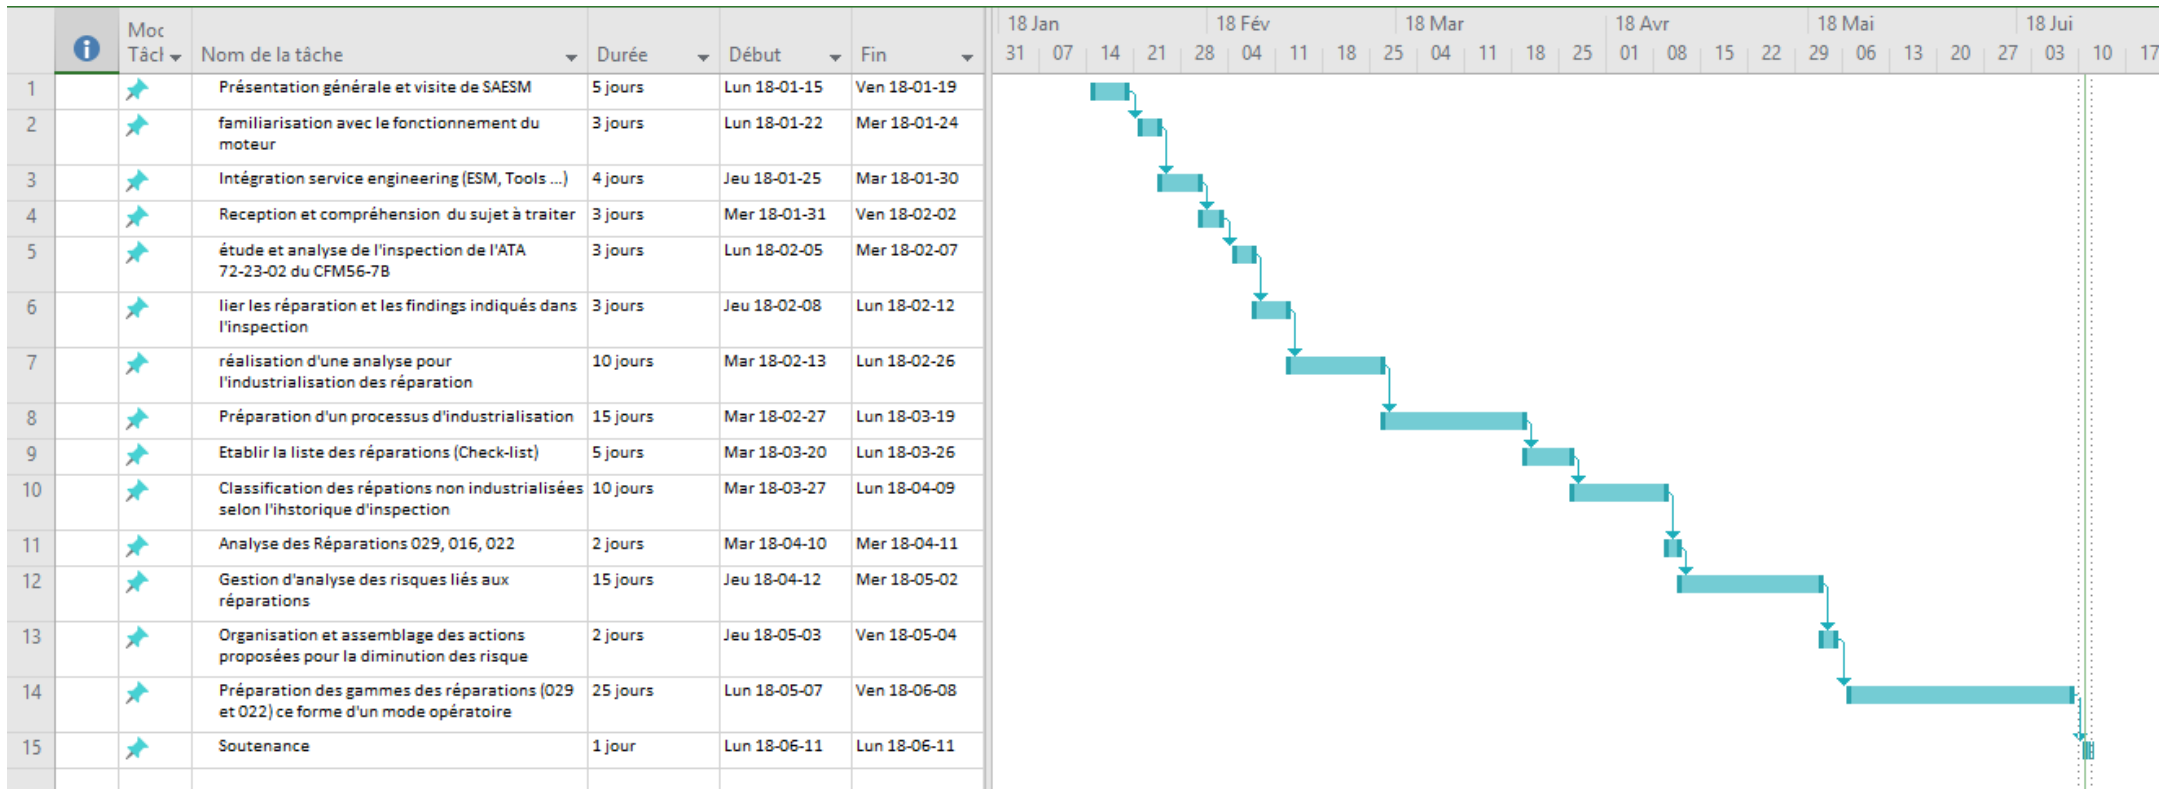 18 Jan 18 Fév 18 Mar 18 Avr 18 Mai 18 Jui
Moc
Tâcl Nom de la tâche Durée Début Fin 31 07 14 21 28 04 11 18 25 04 11 18 25 01 08 15 22 29 06 13 20 27 03 10 17
1 Présentation générale et visite de SAESM 5 jours Lun 18-01-15 Ven 18-01-19
2 familiarisation avec le fonctionnement du 3 jours Lun 18-01-22 Mer 18-01-24
moteur
3 Intégration service engineering (ESM, Tools ...) 4 jours Jeu 18-01-25 Mar 18-01-30
4 Reception et compréhension du sujet à traiter 3 jours Mer 18-01-31 Ven 18-02-02
5 étude et analyse de l'inspection de l'ATA 3 jours Lun 18-02-05 Mer 18-02-07
72-23-02 du CFM56-7B
6 lier les réparation et les findings indiqués dans 3 jours Jeu 18-02-08 Lun 18-02-12
l'inspection
7 réalisation d'une analyse pour 10 jours Mar 18-02-13 Lun 18-02-26
l'industrialisation des réparation
8 Préparation d'un processus d'industrialisation 15 jours Mar 18-02-27 Lun 18-03-19
9 Etablir la liste des réparations (Check-list) 5 jours Mar 18-03-20 Lun 18-03-26
10 Classification des répations non industrialisées 10 jours Mar 18-03-27 Lun 18-04-09
selon l'ihstorique d'inspection
11 Analyse des Réparations 029, 016, 022 2 jours Mar 18-04-10 Mer 18-04-11
12 Gestion d'analyse des risques liés aux 15 jours Jeu 18-04-12 Mer 18-05-02
réparations
13 Organisation et assemblage des actions 2 jours Jeu 18-05-03 Ven 18-05-04
proposées pour la diminution des risque
14 Préparation des gammes des réparations (029 25 jours Lun 18-05-07 Ven 18-06-08
et 022) ce forme d'un mode opératoire
15 Soutenance 1 jour Lun 18-06-11 Lun 18-06-11